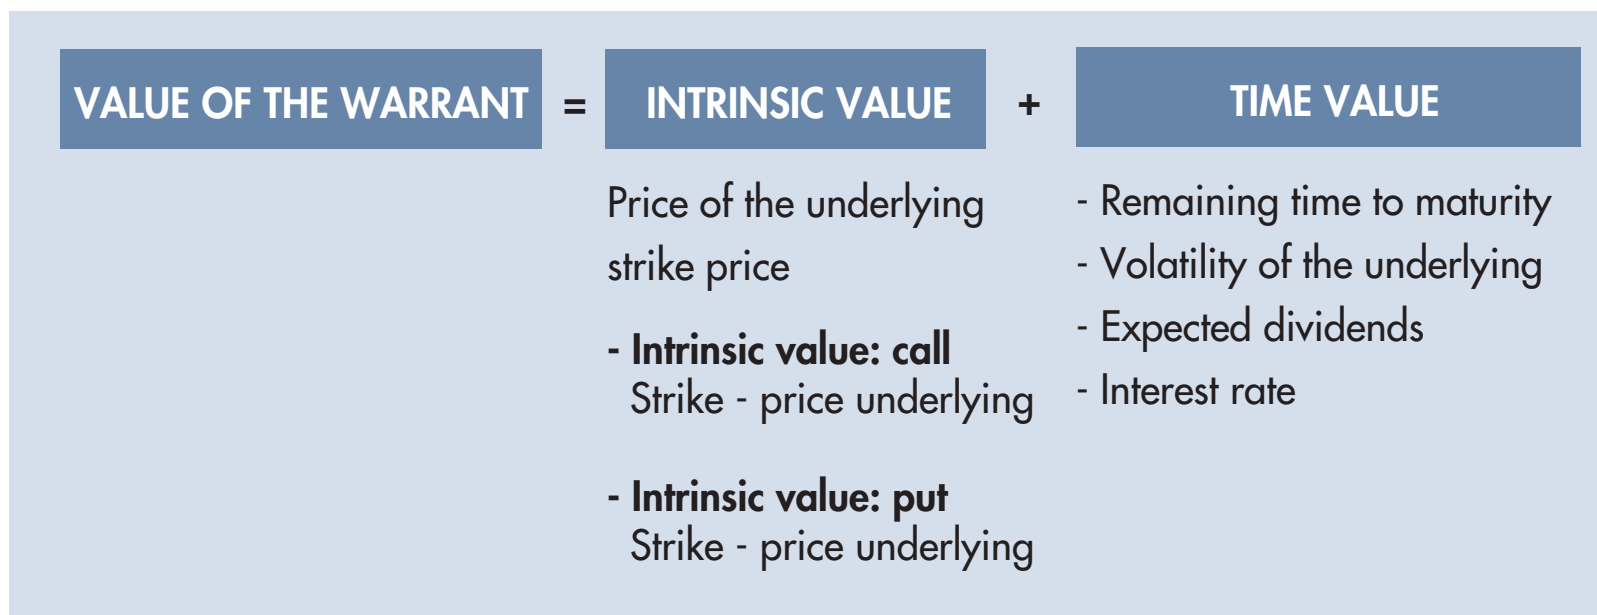 VALUE OF THE WARRANT = INTRINSIC VALUE + TIME VALUE
Price of the underlying
strike price
- Intrinsic value: call
Strike - price underlying
- Intrinsic value: put
Strike - price underlying
- Remaining time to maturity
- Volatility of the underlying
- Expected dividends
- Interest rate